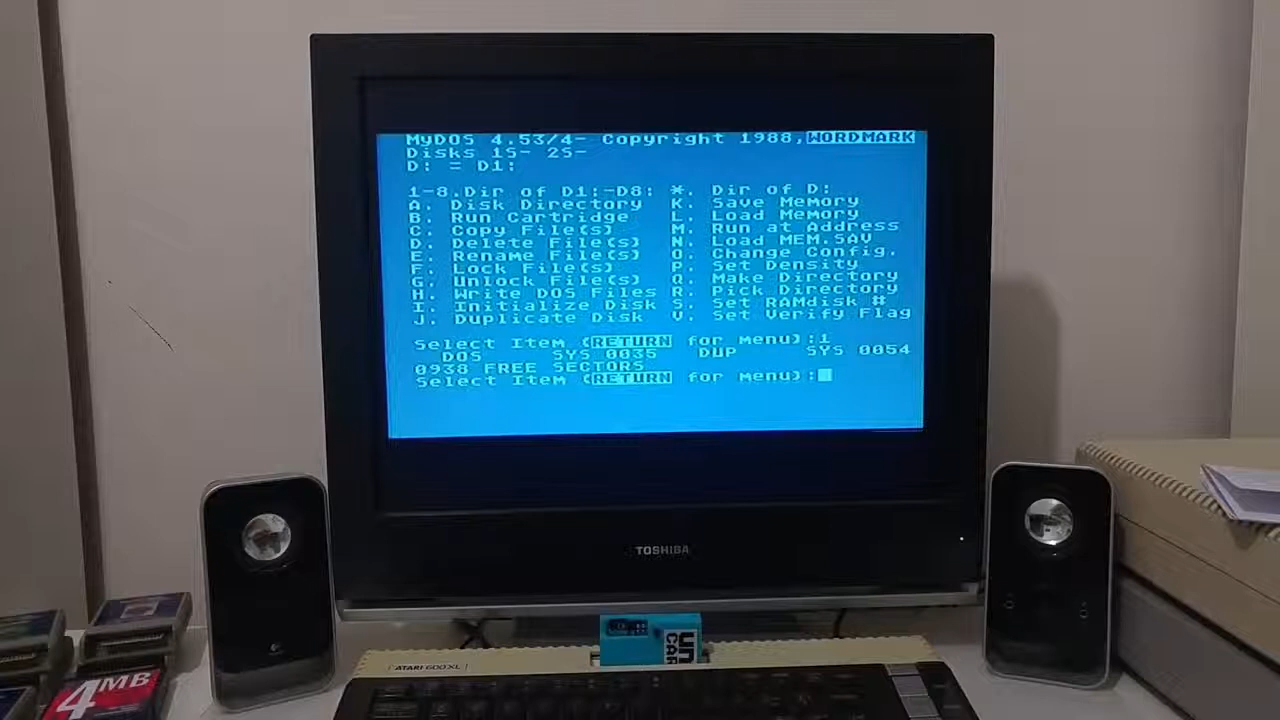 MyDOS 4.53/4- Copyright 1988, WORDMARK
Disks 1S- 2S-
D: = D1:
1-8.Dir of D1:-D8: *. Dir of D:
A. Disk Directory K. Save Memory
B. Run Cartridge L. Load Memory
C. Copy File(s) M. Run at Address
D. Delete File(s) N. Load MEM.SAV
E. Rename File(s) O. Change Config.
F. Lock File(s) P. Set Density
G. Unlock File(s) Q. Make Directory
H. Write DOS Files R. Pick Directory
I. Initialize Disk S. Set RAMdisk #
J. Duplicate Disk V. Set Verify Flag
Select Item (RETURN for menu):1
DOS SYS 0035 DUP SYS 0054
0938 FREE SECTORS
Select Item (RETURN for menu):
TOSHIBA
ATARI 600XL
4MB